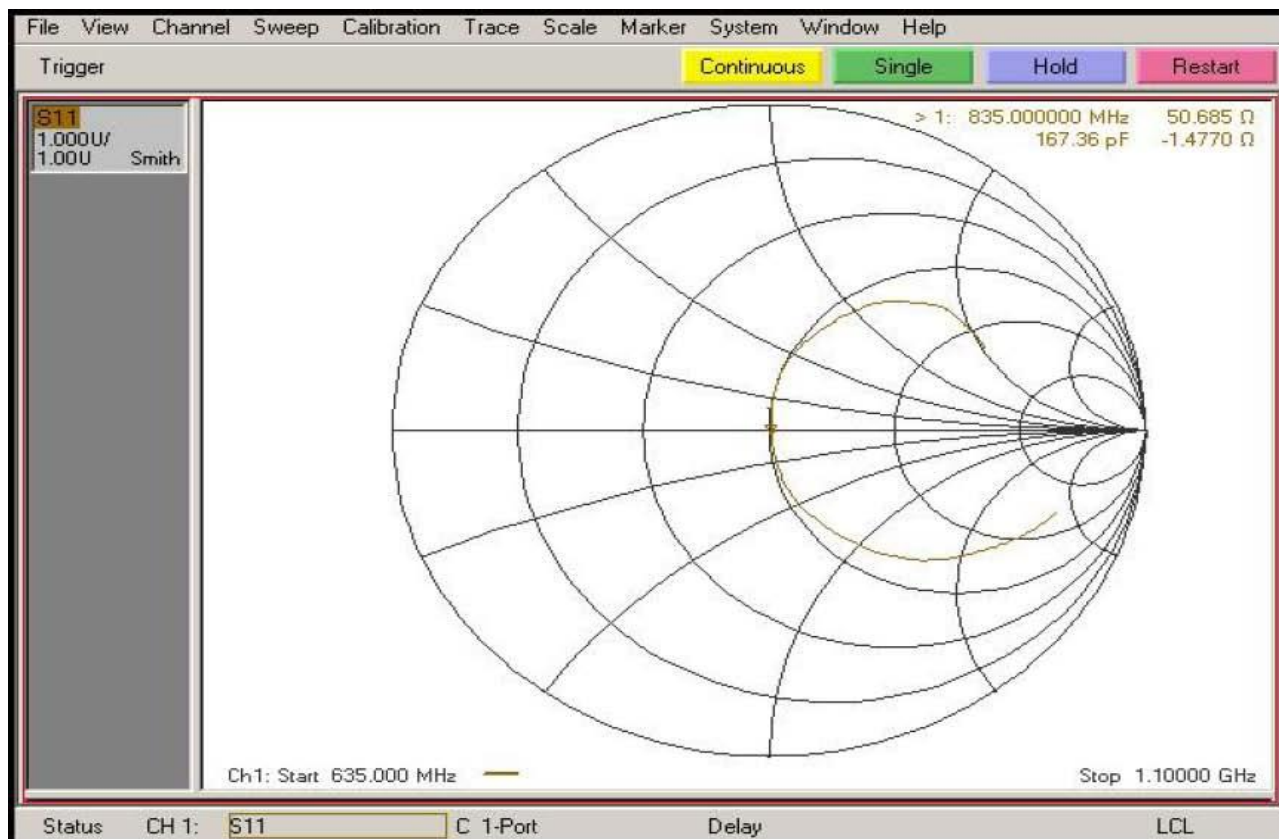 File View Channel Sweep Calibration Trace Scale Marker System Window Help
Trigger Continuous Single Hold Restart
S11
1.000U/
1.00U Smith
> 1: 835.000000 MHz 50.685 Ω
167.36 pF -1.4770 Ω
Ch1: Start 635.000 MHz Stop 1.10000 GHz
Status CH 1: S11 C 1-Port Delay LCL